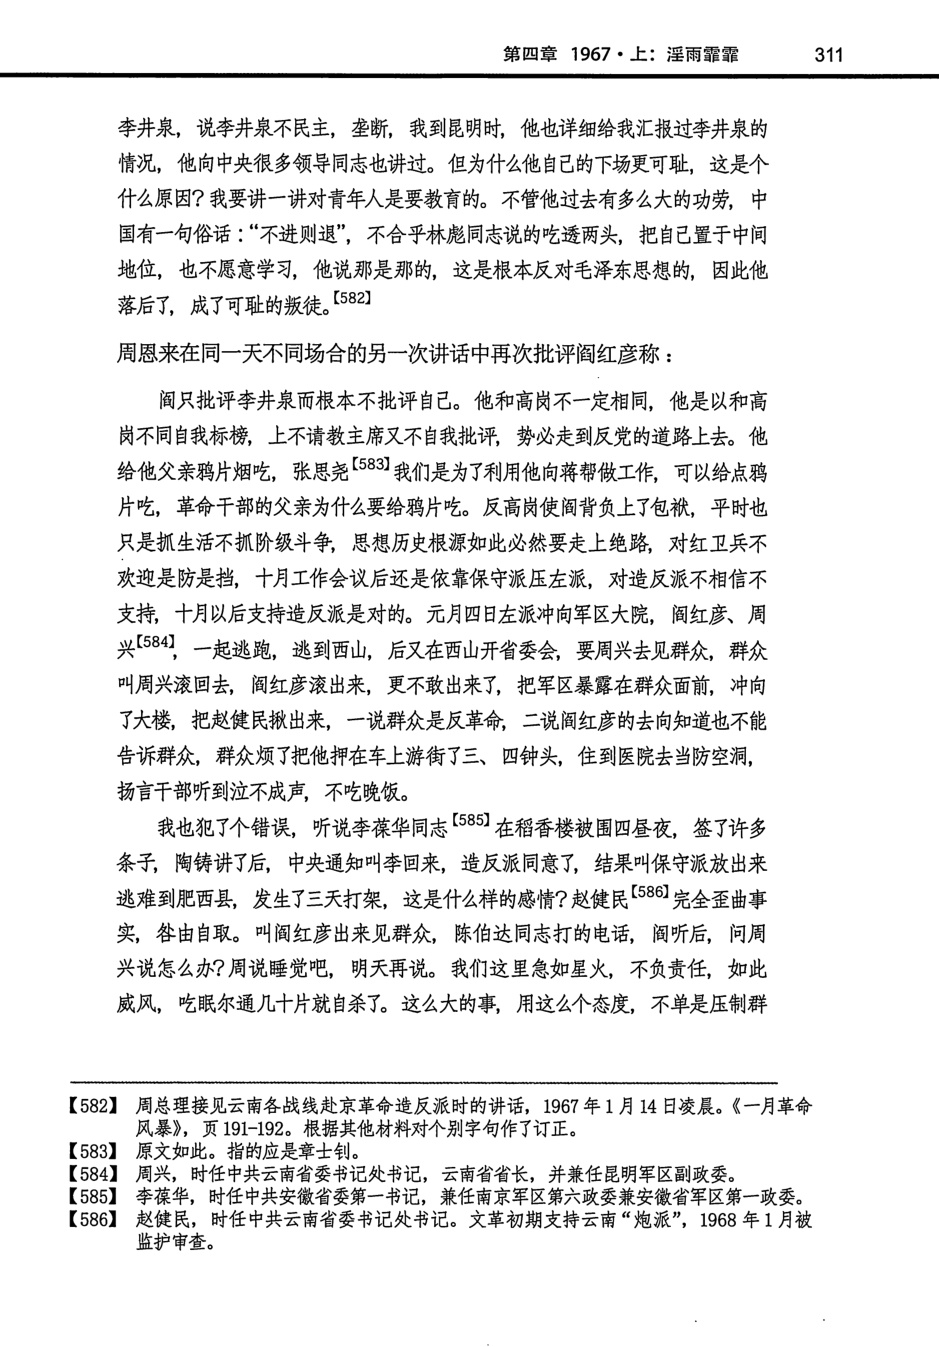 第四章 1967·上：淫雨霏霏 311
李井泉，说李井泉不民主，垄断，我到昆明时，他也详细给我汇报过李井泉的
情况，他向中央很多领导同志也讲过。但为什么他自己的下场更可耻，这是个
什么原因？我要讲一讲对青年人是要教育的。不管他过去有多么大的功劳，中
国有一句俗话：“不进则退”，不合乎林彪同志说的吃透两头，把自己置于中间
地位，也不愿意学习，他说那是那的，这是根本反对毛泽东思想的，因此他
落后了，成了可耻的叛徒。【582】
周恩来在同一天不同场合的另一次讲话中再次批评阎红彦称：
阎只批评李井泉而根本不批评自己。他和高岗不一定相同，他是以和高
岗不同自我标榜，上不请教主席又不自我批评，势必走到反党的道路上去。他
给他父亲鸦片烟吃，张思尧【583】我们是为了利用他向蒋帮做工作，可以给点鸦
片吃，革命干部的父亲为什么要给鸦片吃。反高岗使阎背负上了包袱，平时也
只是抓生活不抓阶级斗争，思想历史根源如此必然要走上绝路，对红卫兵不
欢迎是防是挡，十月工作会议后还是依靠保守派压左派，对造反派不相信不
支持，十月以后支持造反派是对的。元月四日左派冲向军区大院，阎红彦、周
兴【584】，一起逃跑，逃到西山，后又在西山开省委会，要周兴去见群众，群众
叫周兴滚回去，阎红彦滚出来，更不敢出来了，把军区暴露在群众面前，冲向
了大楼，把赵健民揪出来，一说群众是反革命，二说阎红彦的去向知道也不能
告诉群众，群众烦了把他押在车上游街了三、四钟头，住到医院去当防空洞，
扬言干部听到泣不成声，不吃晚饭。
我也犯了个错误，听说李葆华同志【585】在稻香楼被围四昼夜，签了许多
条子，陶铸讲了后，中央通知叫李回来，造反派同意了，结果叫保守派放出来
逃难到肥西县，发生了三天打架，这是什么样的感情？赵健民【586】完全歪曲事
实，咎由自取。叫阎红彦出来见群众，陈伯达同志打的电话，阎听后，问周
兴说怎么办？周说睡觉吧，明天再说。我们这里急如星火，不负责任，如此
威风，吃眠尔通几十片就自杀了。这么大的事，用这么个态度，不单是压制群
【582】 周总理接见云南各战线赴京革命造反派时的讲话，1967年1月14日凌晨。《一月革命
风暴》，页191-192。根据其他材料对个别字句作了订正。
【583】 原文如此。指的应是章士钊。
【584】 周兴，时任中共云南省委书记处书记，云南省省长，并兼任昆明军区副政委。
【585】 李葆华，时任中共安徽省委第一书记，兼任南京军区第六政委兼安徽省军区第一政委。
【586】 赵健民，时任中共云南省委书记处书记。文革初期支持云南“炮派”，1968年1月被
监护审查。